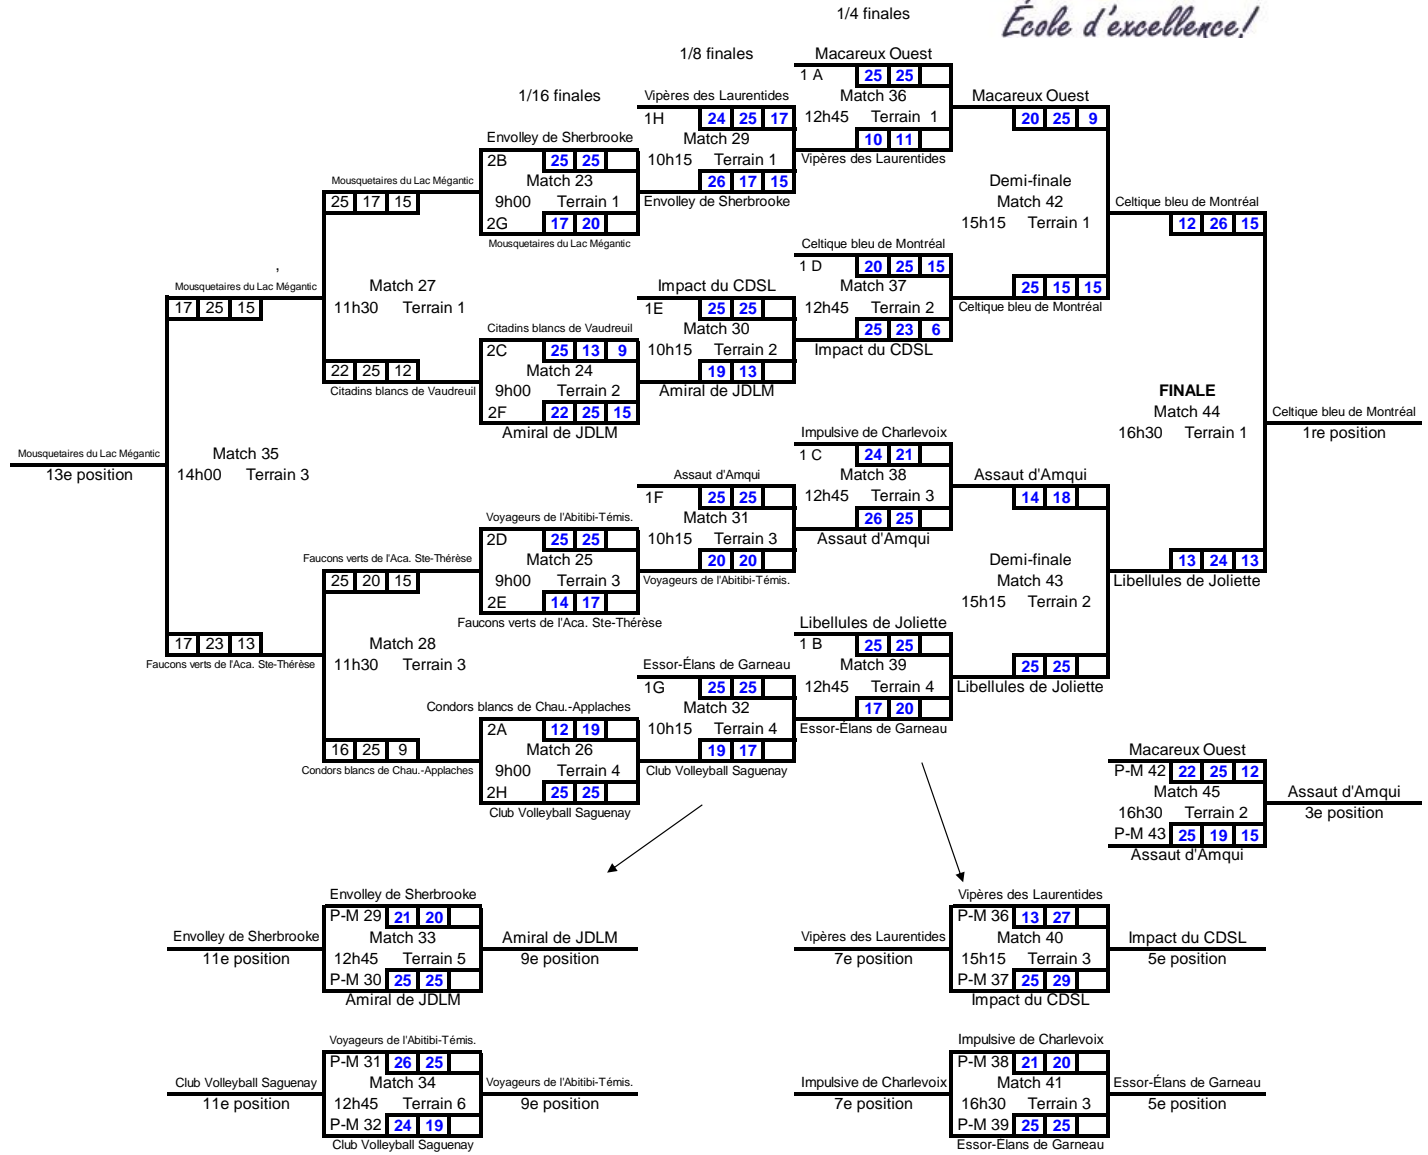 1/4 finales
École d'excellence!
1/8 finales
Macareux Ouest
1 A 25 25
1/16 finales
Vipères des Laurentides
Match 36
Macareux Ouest
1H 24 25 17
12h45 Terrain 1
20 25 9
Envolley de Sherbrooke
Match 29
10 11
2B 25 25
10h15 Terrain 1
Vipères des Laurentides
Mousquetaires du Lac Mégantic
Match 23
26 17 15
Demi-finale
25 17 15
9h00 Terrain 1
Envolley de Sherbrooke
Match 42
Celtique bleu de Montréal
2G 17 20
15h15 Terrain 1
12 26 15
Mousquetaires du Lac Mégantic
Celtique bleu de Montréal
,
1 D 20 25 15
Mousquetaires du Lac Mégantic
Match 27
Impact du CDSL
Match 37
25 15 15
17 25 15
11h30 Terrain 1
1E 25 25
12h45 Terrain 2
Celtique bleu de Montréal
Citadins blancs de Vaudreuil
Match 30
25 23 6
2C 25 13 9
10h15 Terrain 2
Impact du CDSL
22 25 12
Match 24
19 13
Citadins blancs de Vaudreuil
9h00 Terrain 2
Amiral de JDLM
FINALE
2F 22 25 15
Match 44
Celtique bleu de Montréal
Amiral de JDLM
Impulsive de Charlevoix
16h30 Terrain 1
1re position
Mousquetaires du Lac Mégantic
Match 35
1 C 24 21
13e position
14h00 Terrain 3
Assaut d'Amqui
Match 38
Assaut d'Amqui
1F 25 25
12h45 Terrain 3
14 18
Voyageurs de l'Abitibi-Témis.
Match 31
26 25
2D 25 25
10h15 Terrain 3
Assaut d'Amqui
Faucons verts de l'Aca. Ste-Thérèse
Match 25
20 20
Demi-finale
13 24 13
25 20 15
9h00 Terrain 3
Voyageurs de l'Abitibi-Témis.
Match 43
Libellules de Joliette
2E 14 17
15h15 Terrain 2
Faucons verts de l'Aca. Ste-Thérèse
Libellules de Joliette
17 23 13
Match 28
1 B 25 25
Faucons verts de l'Aca. Ste-Thérèse
11h30 Terrain 3
Essor-Élans de Garneau
Match 39
25 25
1G 25 25
12h45 Terrain 4
Libellules de Joliette
Condors blancs de Chau.-Applaches
Match 32
17 20
2A 12 19
10h15 Terrain 4
Essor-Élans de Garneau
16 25 9
Match 26
19 17
Macareux Ouest
Condors blancs de Chau.-Applaches
9h00 Terrain 4
Club Volleyball Saguenay
P-M 42 22 25 12
2H 25 25
Match 45
Assaut d'Amqui
Club Volleyball Saguenay
16h30 Terrain 2
3e position
P-M 43 25 19 15
Assaut d'Amqui
Envolley de Sherbrooke
Vipères des Laurentides
P-M 29 21 20
P-M 36 13 27
Envolley de Sherbrooke
Match 33
Amiral de JDLM
Vipères des Laurentides
Match 40
Impact du CDSL
11e position
12h45 Terrain 5
9e position
7e position
15h15 Terrain 3
5e position
P-M 30 25 25
P-M 37 25 29
Amiral de JDLM
Impact du CDSL
Voyageurs de l'Abitibi-Témis.
Impulsive de Charlevoix
P-M 31 26 25
P-M 38 21 20
Club Volleyball Saguenay
Match 34
Voyageurs de l'Abitibi-Témis.
Impulsive de Charlevoix
Match 41
Essor-Élans de Garneau
11e position
12h45 Terrain 6
9e position
7e position
16h30 Terrain 3
5e position
P-M 32 24 19
P-M 39 25 25
Club Volleyball Saguenay
Essor-Élans de Garneau